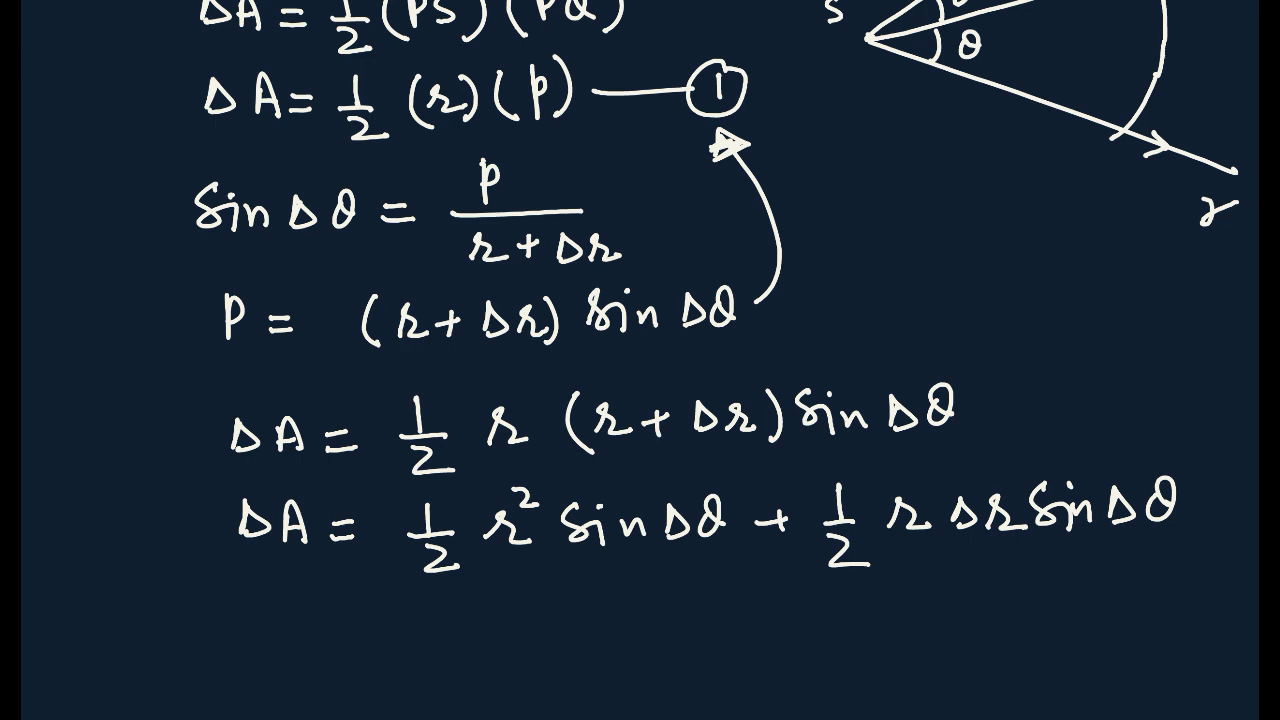 ΔA = 1/2 (PS) (PQ)
ΔA = 1/2 (r) (p) —— ①
sin Δθ = p / r + Δr
p = (r + Δr) sin Δθ
ΔA = 1/2 r (r + Δr) sin Δθ
ΔA = 1/2 r² sin Δθ + 1/2 r Δr sin Δθ
S
θ
r